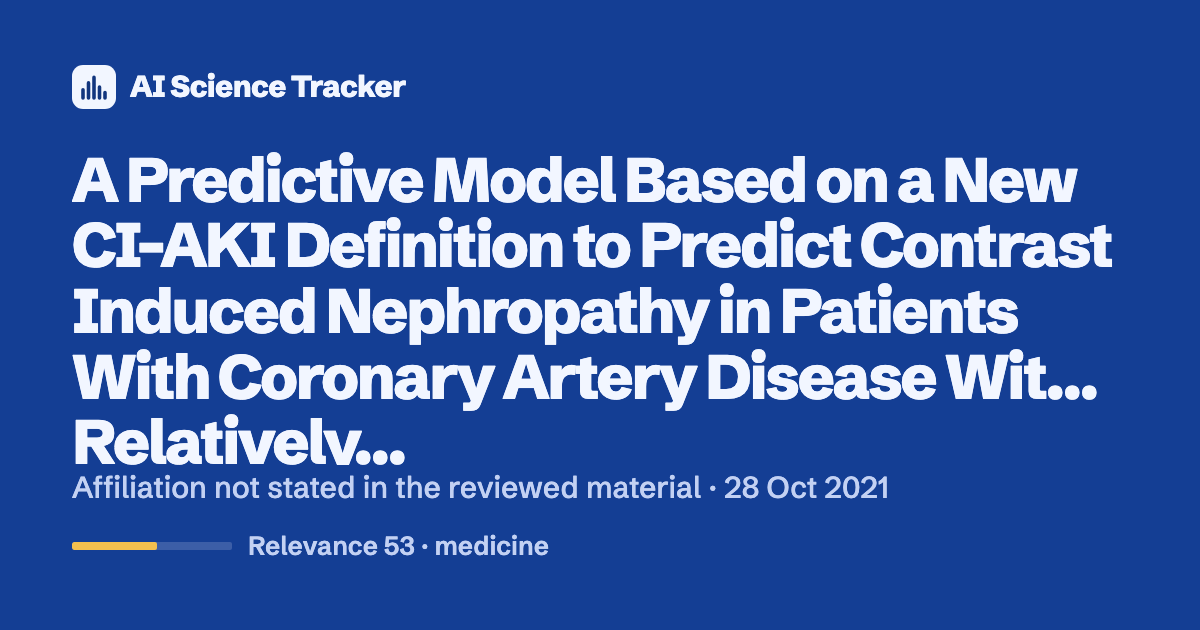 AI Science Tracker
A Predictive Model Based on a New
CI-AKI Definition to Predict Contrast
Induced Nephropathy in Patients
With Coronary Artery Disease Wit...
Relatively...
Affiliation not stated in the reviewed material · 28 Oct 2021
Relevance 53 · medicine